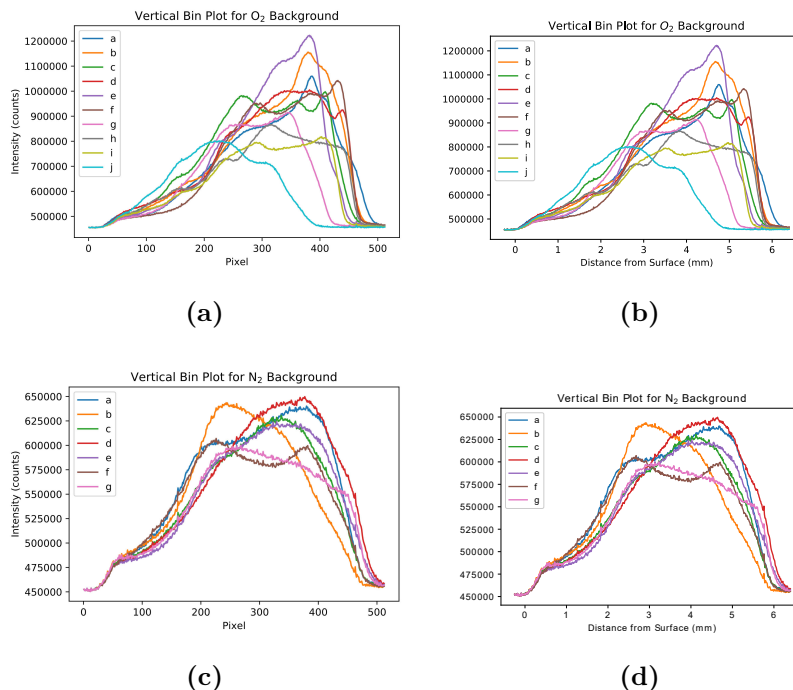 Vertical Bin Plot for O₂ Background
1200000
1100000
1000000
900000
800000
700000
600000
500000
Intensity (counts)
a
b
c
d
e
f
g
h
i
j
0 100 200 300 400 500
Pixel
(a)
Vertical Bin Plot for O₂ Background
1200000
1100000
1000000
900000
800000
700000
600000
500000
a
b
c
d
e
f
g
h
i
j
0 1 2 3 4 5 6
Distance from Surface (mm)
(b)
Vertical Bin Plot for N₂ Background
650000
625000
600000
575000
550000
525000
500000
475000
450000
Intensity (counts)
a
b
c
d
e
f
g
0 100 200 300 400 500
Pixel
(c)
Vertical Bin Plot for N₂ Background
650000
625000
600000
575000
550000
525000
500000
475000
450000
a
b
c
d
e
f
g
0 1 2 3 4 5 6
Distance from Surface (mm)
(d)